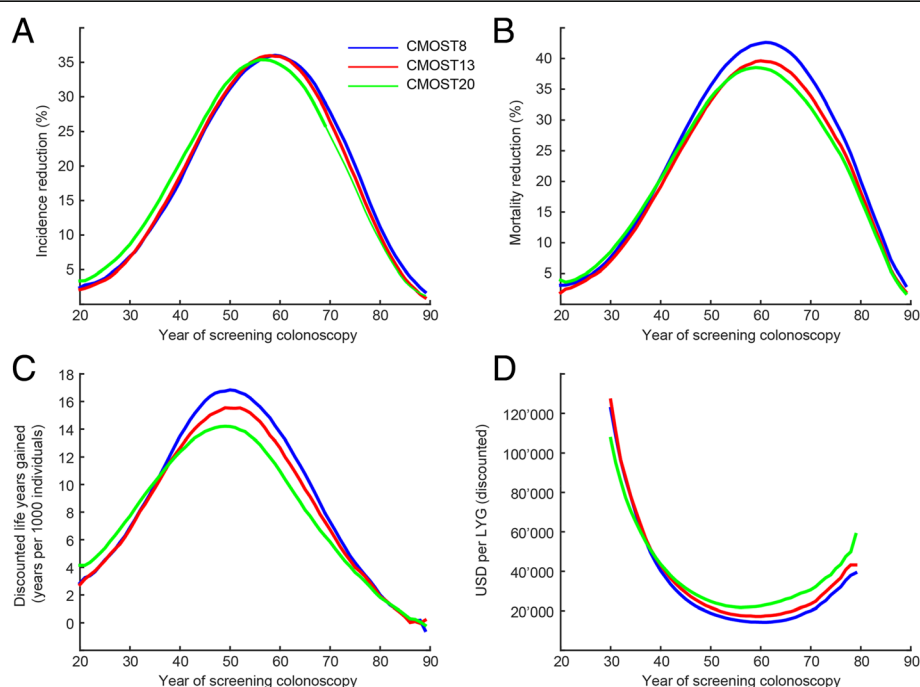 A
Incidence reduction (%)
35
30
25
20
15
10
5
20 30 40 50 60 70 80 90
Year of screening colonoscopy
CMOST8
CMOST13
CMOST20
B
Mortality reduction (%)
40
35
30
25
20
15
10
5
20 30 40 50 60 70 80 90
Year of screening colonoscopy
C
Discounted life years gained
(years per 1000 individuals)
18
16
14
12
10
8
6
4
2
0
20 30 40 50 60 70 80 90
Year of screening colonoscopy
D
USD per LYG (discounted)
120'000
100'000
80'000
60'000
40'000
20'000
20 30 40 50 60 70 80 90
Year of screening colonoscopy